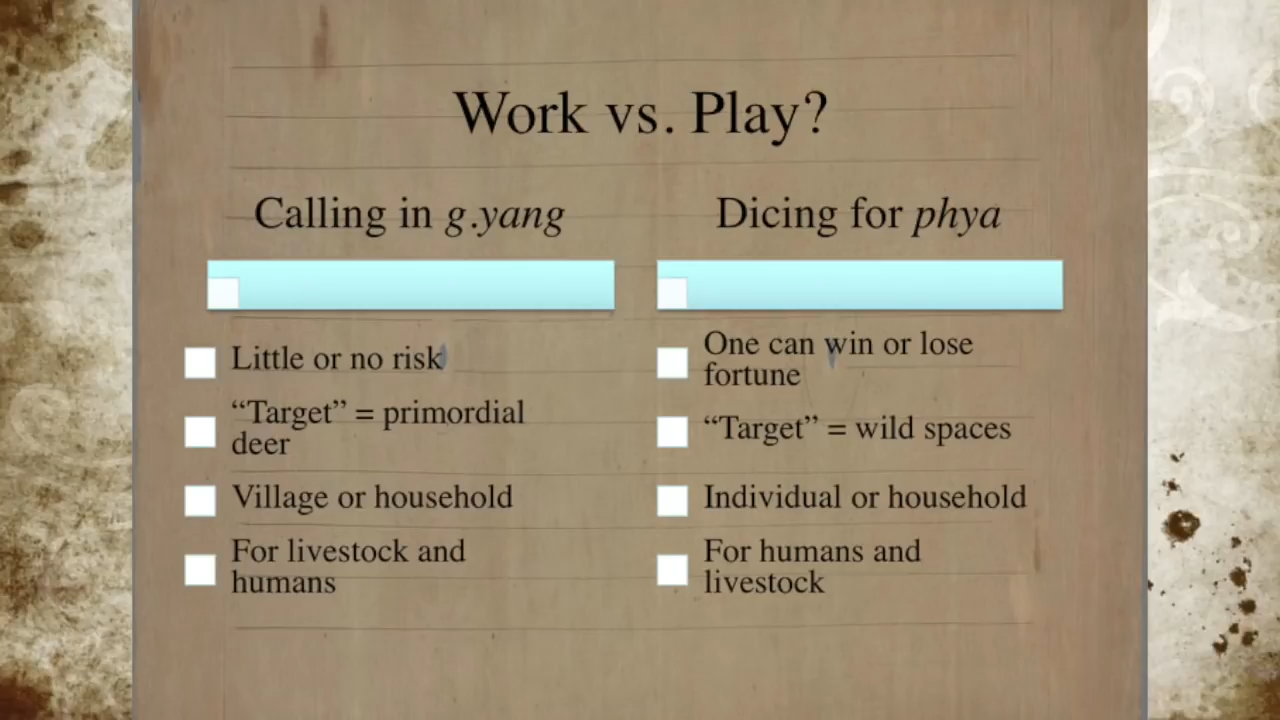 Work vs. Play?
Calling in g.yang
Little or no risk
“Target” = primordial
deer
Village or household
For livestock and
humans
Dicing for phya
One can win or lose
fortune
“Target” = wild spaces
Individual or household
For humans and
livestock